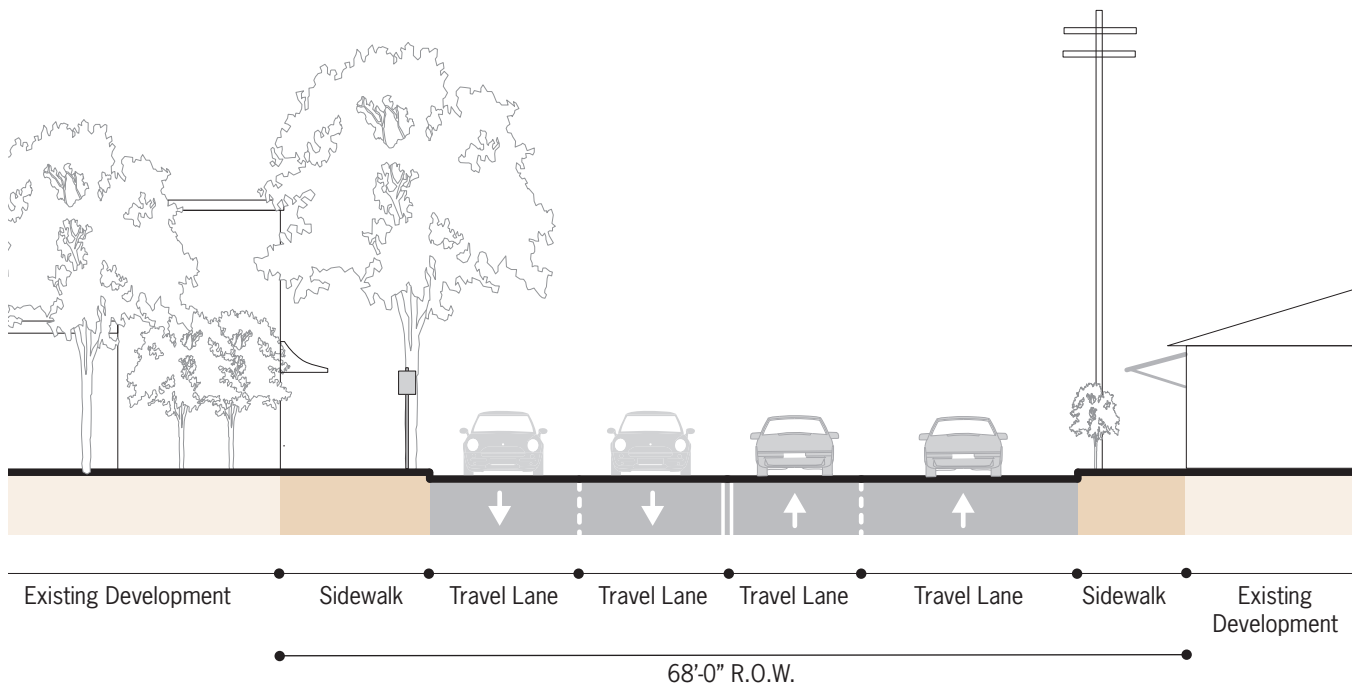 Existing Development
Sidewalk
Travel Lane
Travel Lane
Travel Lane
Travel Lane
Sidewalk
Existing
Development
68'-0” R.O.W.